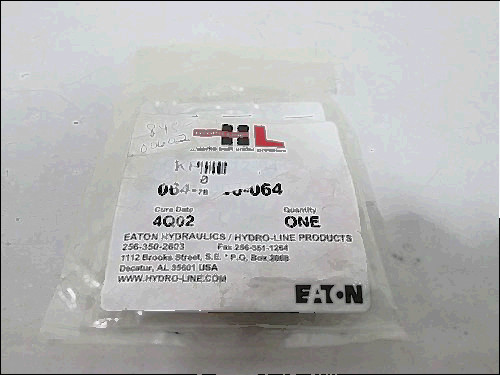 HL
Cure Date Quantity
4Q02 ONE
EATON HYDRAULICS / HYDRO-LINE PRODUCTS
256-350-2603 Fax 256-351-1264
1112 Brooks Street, S.E. * P.O. Box 2068
Decatur, AL 35601 USA
WWW.HYDRO-LINE.COM
EATON